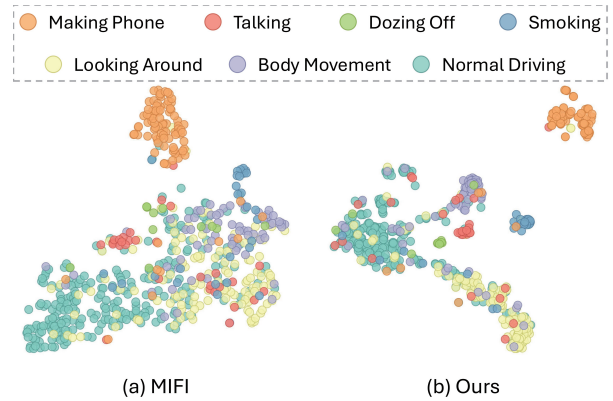 Making Phone Talking Dozing Off Smoking
Looking Around Body Movement Normal Driving
(a) MIFI (b) Ours